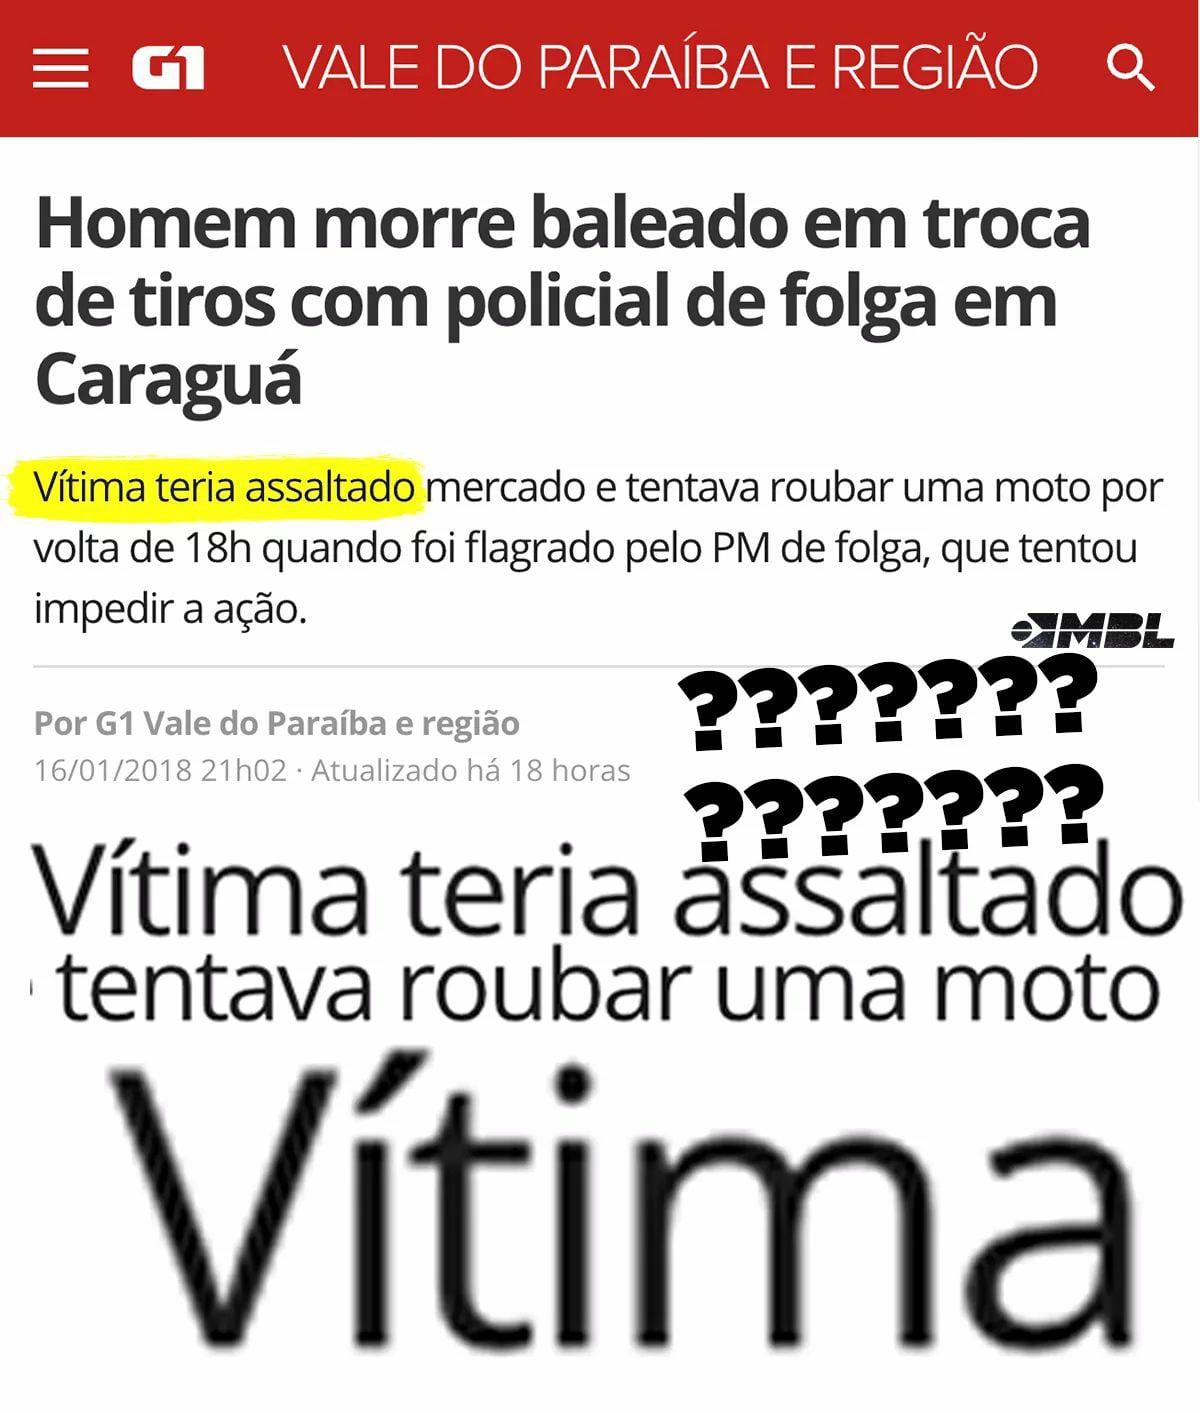 G1 VALE DO PARAÍBA E REGIÃO
Homem morre baleado em troca
de tiros com policial de folga em
Caraguá
Vítima teria assaltado mercado e tentava roubar uma moto por
volta de 18h quando foi flagrado pelo PM de folga, que tentou
impedir a ação.
MBL
Por G1 Vale do Paraíba e região
16/01/2018 21h02 · Atualizado há 18 horas
???????
???????
Vítima teria assaltado
tentava roubar uma moto
Vítima